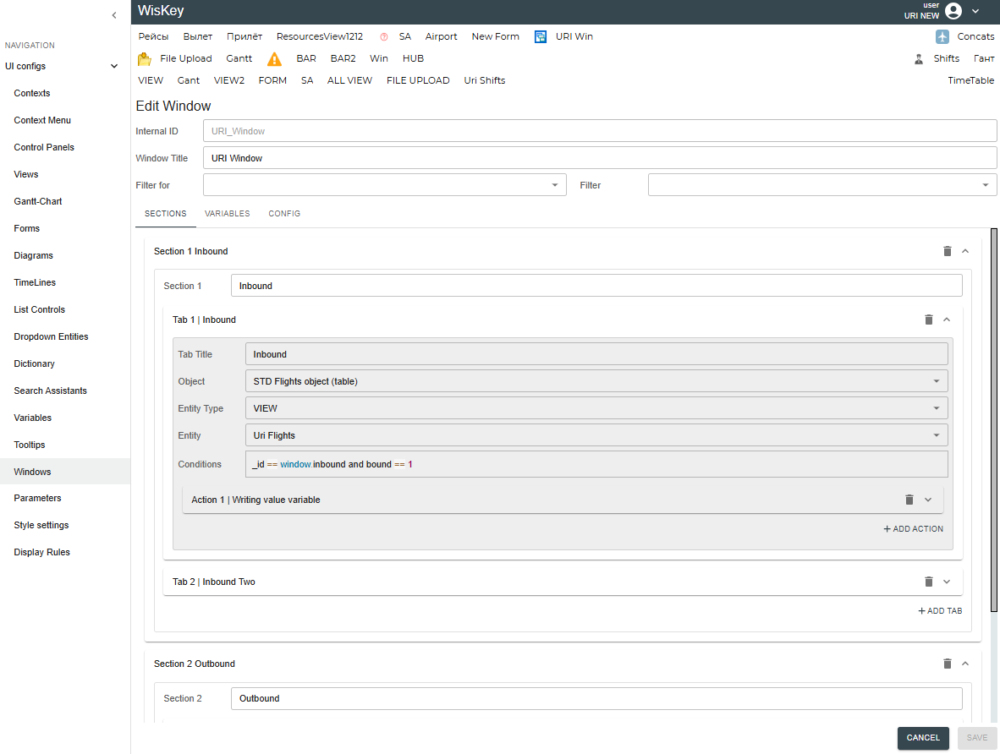 WisKey
user
URI NEW
NAVIGATION
UI configs
Contexts
Context Menu
Control Panels
Views
Gantt-Chart
Forms
Diagrams
TimeLines
List Controls
Dropdown Entities
Dictionary
Search Assistants
Variables
Tooltips
Windows
Parameters
Style settings
Display Rules
Рейсы Вылет Прилёт ResourcesView1212 SA Airport New Form URI Win Concats
File Upload Gantt BAR BAR2 Win HUB Shifts Гант
VIEW Gant VIEW2 FORM SA ALL VIEW FILE UPLOAD Uri Shifts TimeTable
Edit Window
Internal ID URI_Window
Window Title URI Window
Filter for Filter
SECTIONS VARIABLES CONFIG
Section 1 Inbound
Section 1 Inbound
Tab 1 | Inbound
Tab Title Inbound
Object STD Flights object (table)
Entity Type VIEW
Entity Uri Flights
Conditions _id == window.inbound and bound == 1
Action 1 | Writing value variable
+ ADD ACTION
Tab 2 | Inbound Two
+ ADD TAB
Section 2 Outbound
Section 2 Outbound
CANCEL SAVE